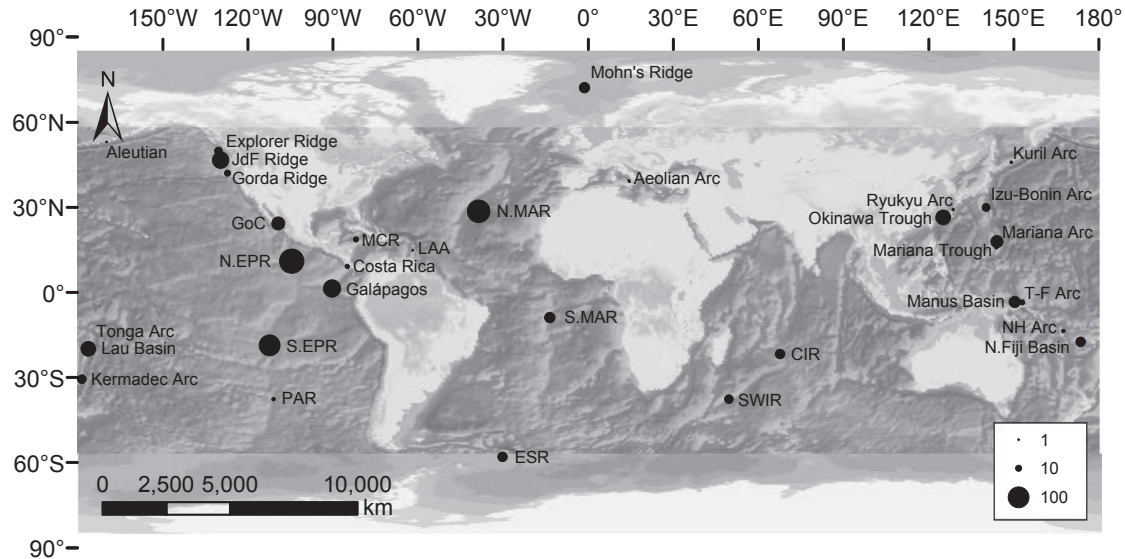 150°W 120°W 90°W 60°W 30°W 0° 30°E 60°E 90°E 120°E 150°E 180°
90°
60°N
30°N
0°
30°S
60°S
90°
N
Mohn's Ridge
Aleutian
Explorer Ridge
JdF Ridge
Gorda Ridge
Kuril Arc
Aeolian Arc
Izu-Bonin Arc
Ryukyu Arc
Okinawa Trough
GoC
N.MAR
MCR
LAA
Mariana Arc
Mariana Trough
N.EPR
Costa Rica
Galápagos
Manus Basin
T-F Arc
S.MAR
NH Arc
N.Fiji Basin
Tonga Arc
Lau Basin
S.EPR
CIR
Kermadec Arc
PAR
SWIR
ESR
0 2,500 5,000 10,000
km
1
10
100